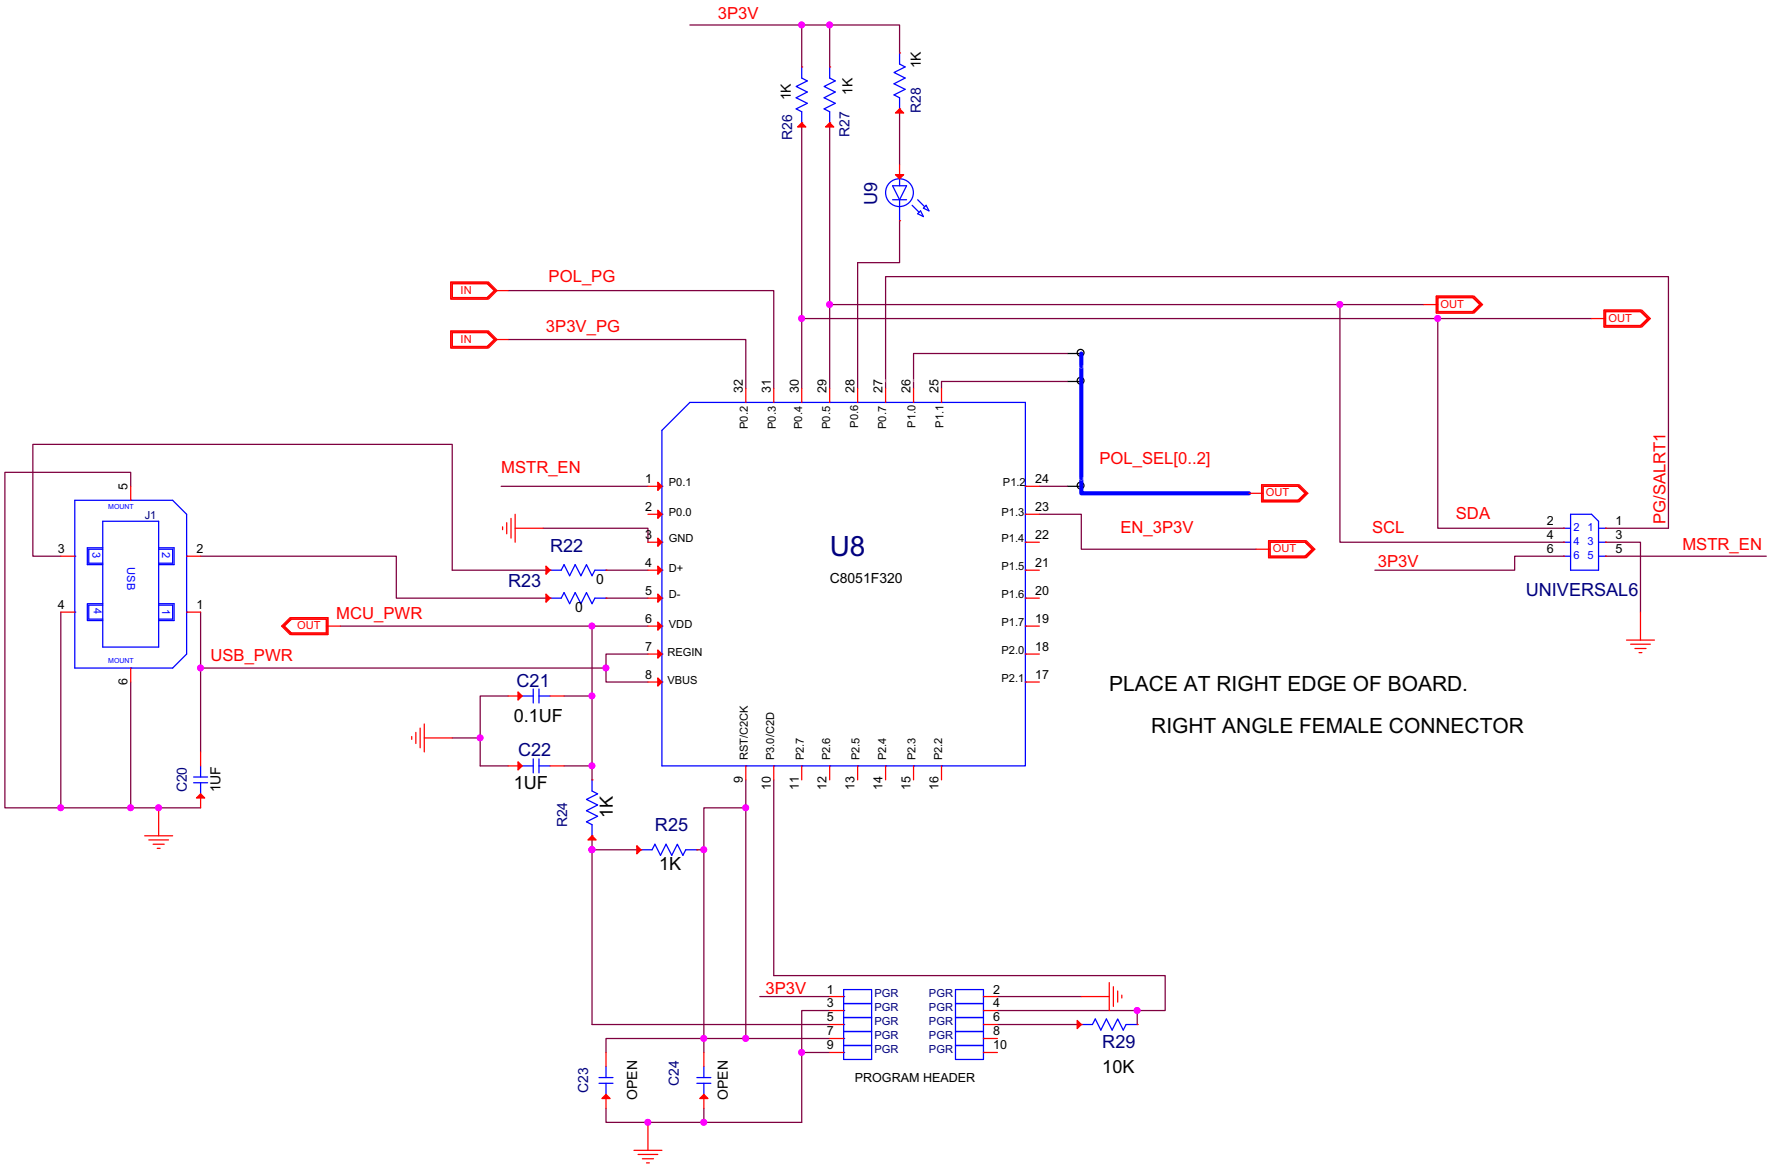 3P3V
1K
R26
1K
R27
1K
R28
U9
IN
POL_PG
IN
3P3V_PG
OUT
OUT
32
31
30
29
28
27
26
25
P0.2
P0.3
P0.4
P0.5
P0.6
P0.7
P1.0
P1.1
MSTR_EN
1
P0.1
2
P0.0
3
GND
4
D+
5
D-
6
VDD
7
REGIN
8
VBUS
R22
0
R23
0
U8
C8051F320
P1.2
24
P1.3
23
P1.4
22
P1.5
21
P1.6
20
P1.7
19
P2.0
18
P2.1
17
POL_SEL[0..2]
OUT
EN_3P3V
OUT
PG/SALRT1
SDA
SCL
3P3V
2
4
6
2 1
4 3
6 5
1
3
5
MSTR_EN
UNIVERSAL6
5
MOUNT
J1
3
3
2
2
USB
4
4
1
1
MOUNT
6
OUT
MCU_PWR
USB_PWR
C20
1UF
C21
0.1UF
C22
1UF
R24
1K
R25
1K
RST/C2CK
P3.0/C2D
P2.7
P2.6
P2.5
P2.4
P2.3
P2.2
9
10
11
12
13
14
15
16
PLACE AT RIGHT EDGE OF BOARD.
RIGHT ANGLE FEMALE CONNECTOR
3P3V
1
PGR
PGR
2
3
PGR
PGR
4
5
PGR
PGR
6
7
PGR
PGR
8
9
PGR
PGR
10
PROGRAM HEADER
R29
10K
C23
OPEN
C24
OPEN